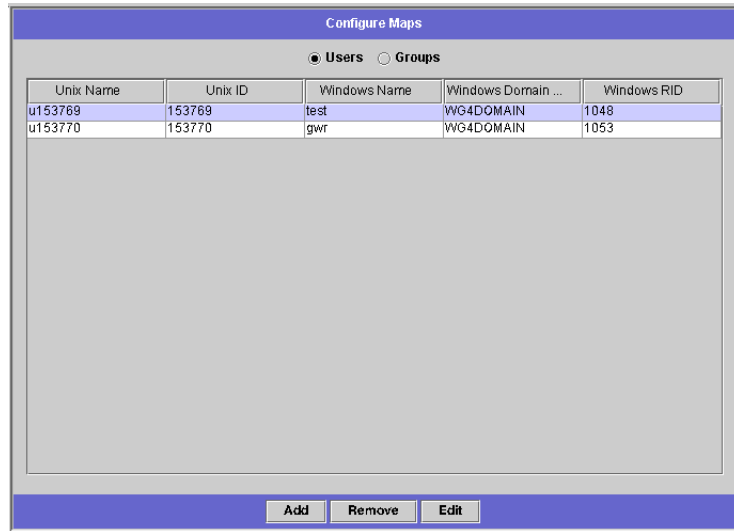 Configure Maps
Users Groups
Unix Name Unix ID Windows Name Windows Domain ... Windows RID
u153769 153769 test WG4DOMAIN 1048
u153770 153770 gwr WG4DOMAIN 1053
Add Remove Edit